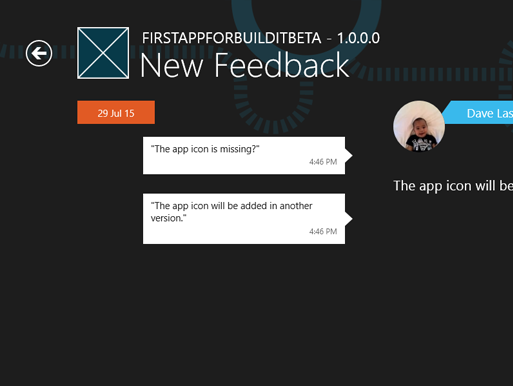 FIRSTAPPFORBUILDITBETA - 1.0.0.0
New Feedback
29 Jul 15
"The app icon is missing?"
4:46 PM
"The app icon will be added in another
version."
4:46 PM
Dave Las
The app icon will be